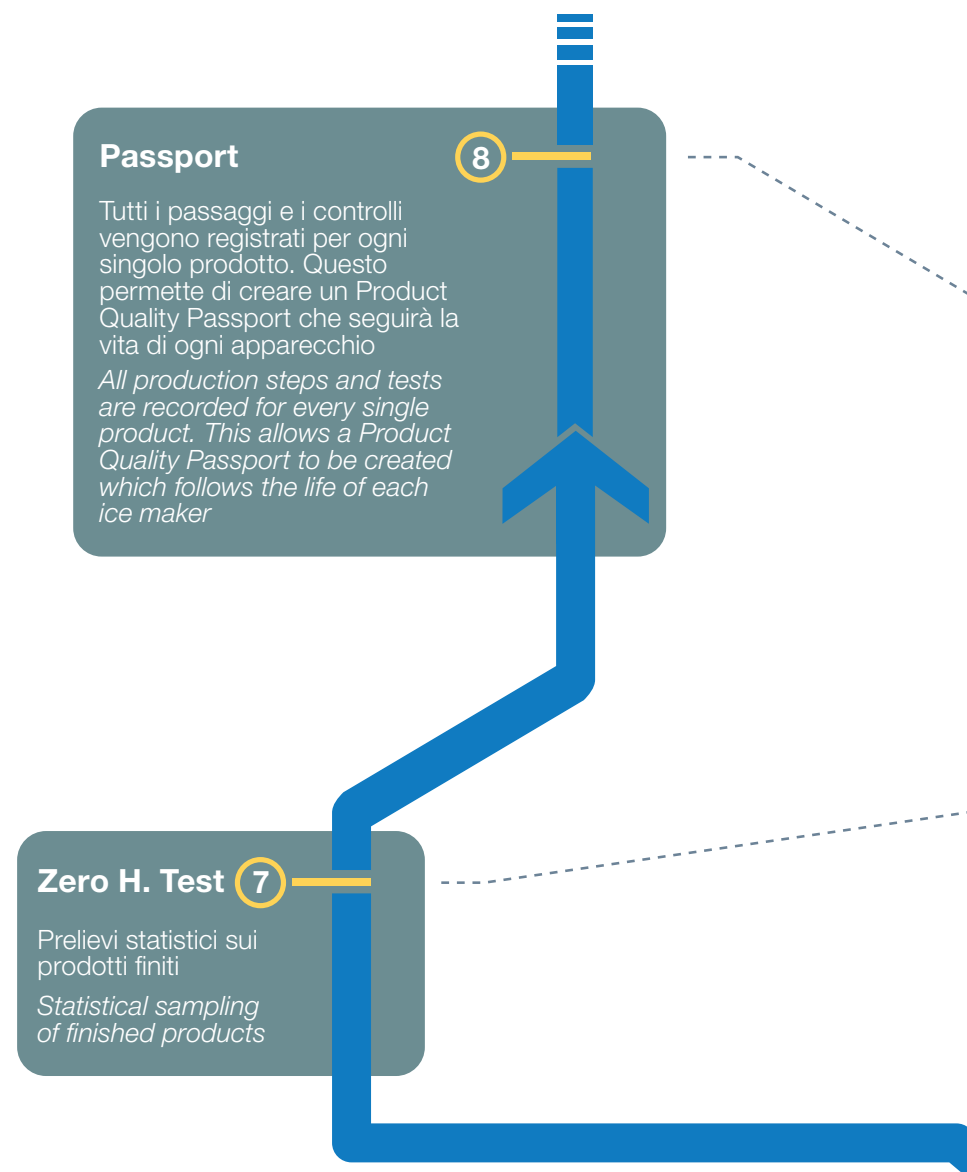 Passport
8
Tutti i passaggi e i controlli
vengono registrati per ogni
singolo prodotto. Questo
permette di creare un Product
Quality Passport che seguirà la
vita di ogni apparecchio
All production steps and tests
are recorded for every single
product. This allows a Product
Quality Passport to be created
which follows the life of each
ice maker
Zero H. Test 7
Prelievi statistici sui
prodotti finiti
Statistical sampling
of finished products